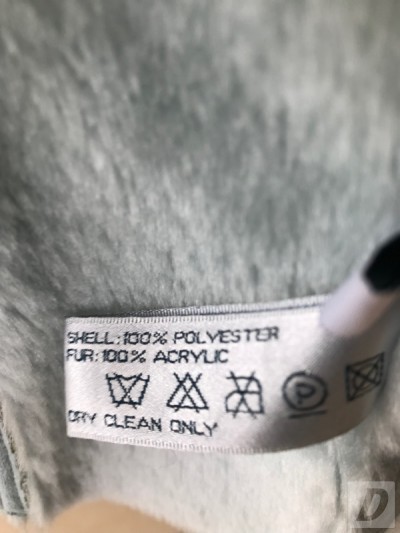 SHELL:100% POLYESTER
FUR:100% ACRYLIC
P
DRY CLEAN ONLY
D